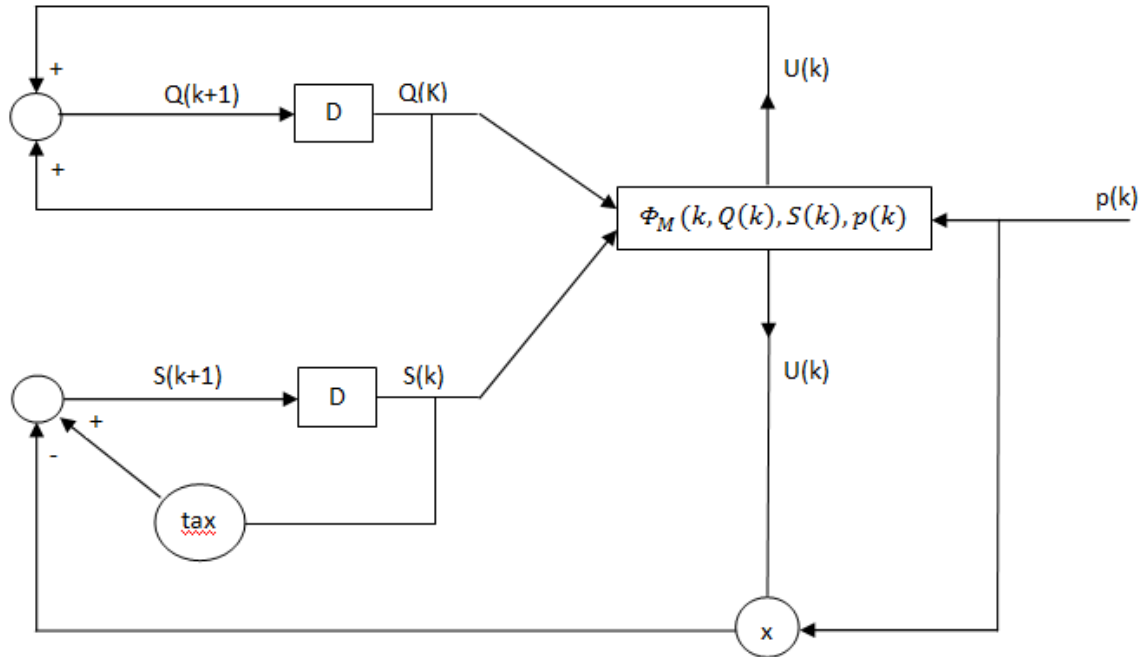 +
U(k)
Q(k+1)
D
Q(K)
+
Φ_M(k, Q(k), S(k), p(k)
p(k)
S(k+1)
D
S(k)
U(k)
+
-
tax
x